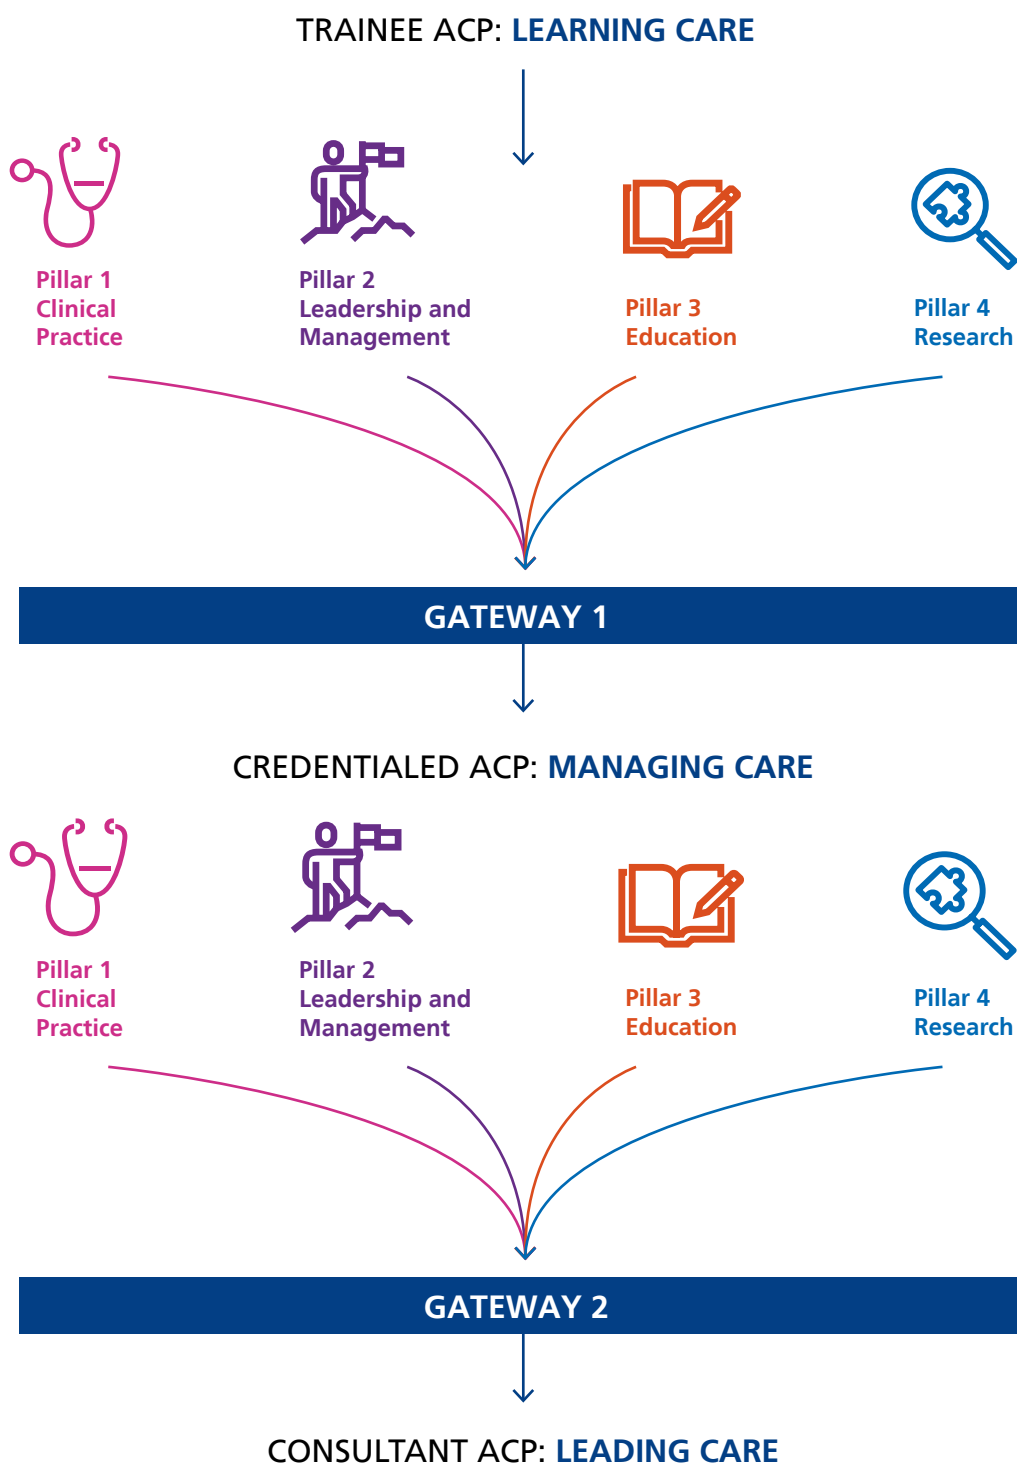 TRAINEE ACP: LEARNING CARE
Pillar 1
Clinical
Practice
Pillar 2
Leadership and
Management
Pillar 3
Education
Pillar 4
Research
GATEWAY 1
CREDENTIALED ACP: MANAGING CARE
Pillar 1
Clinical
Practice
Pillar 2
Leadership and
Management
Pillar 3
Education
Pillar 4
Research
GATEWAY 2
CONSULTANT ACP: LEADING CARE